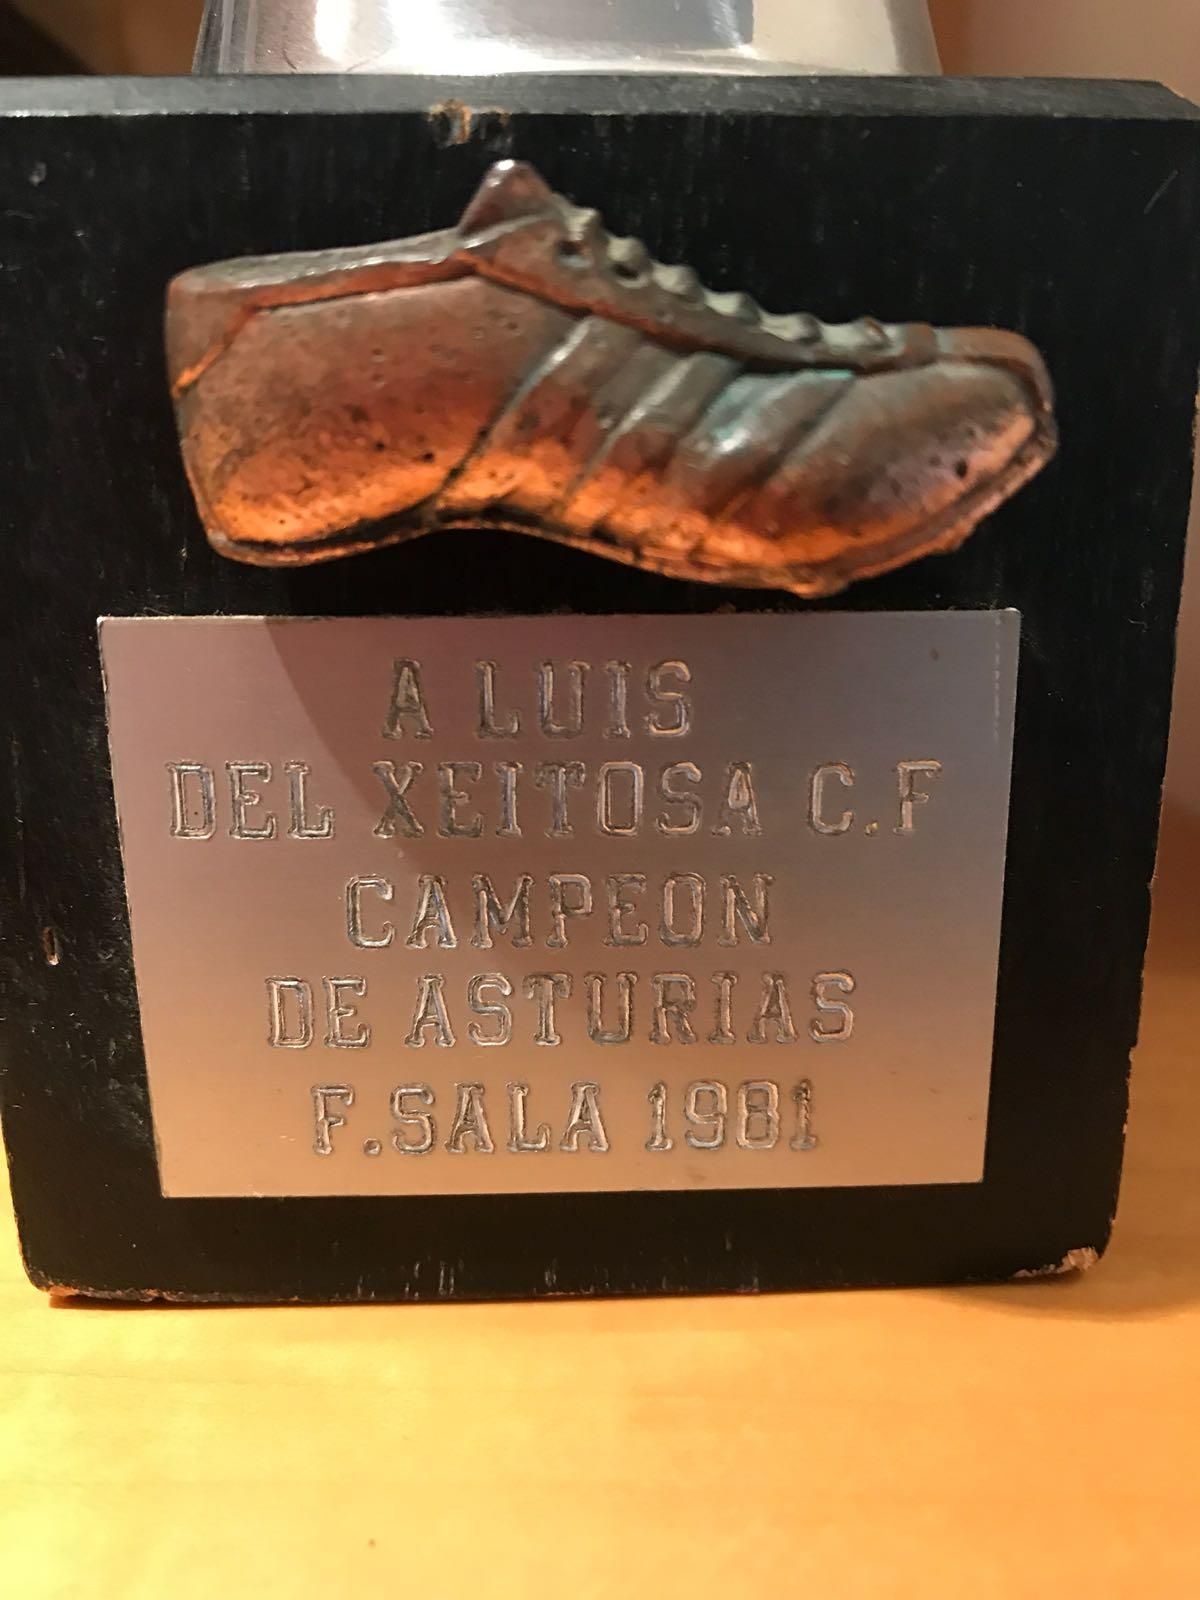 A LUIS
DEL XEITOSA C.F
CAMPEON
DE ASTURIAS
F.SALA 1981